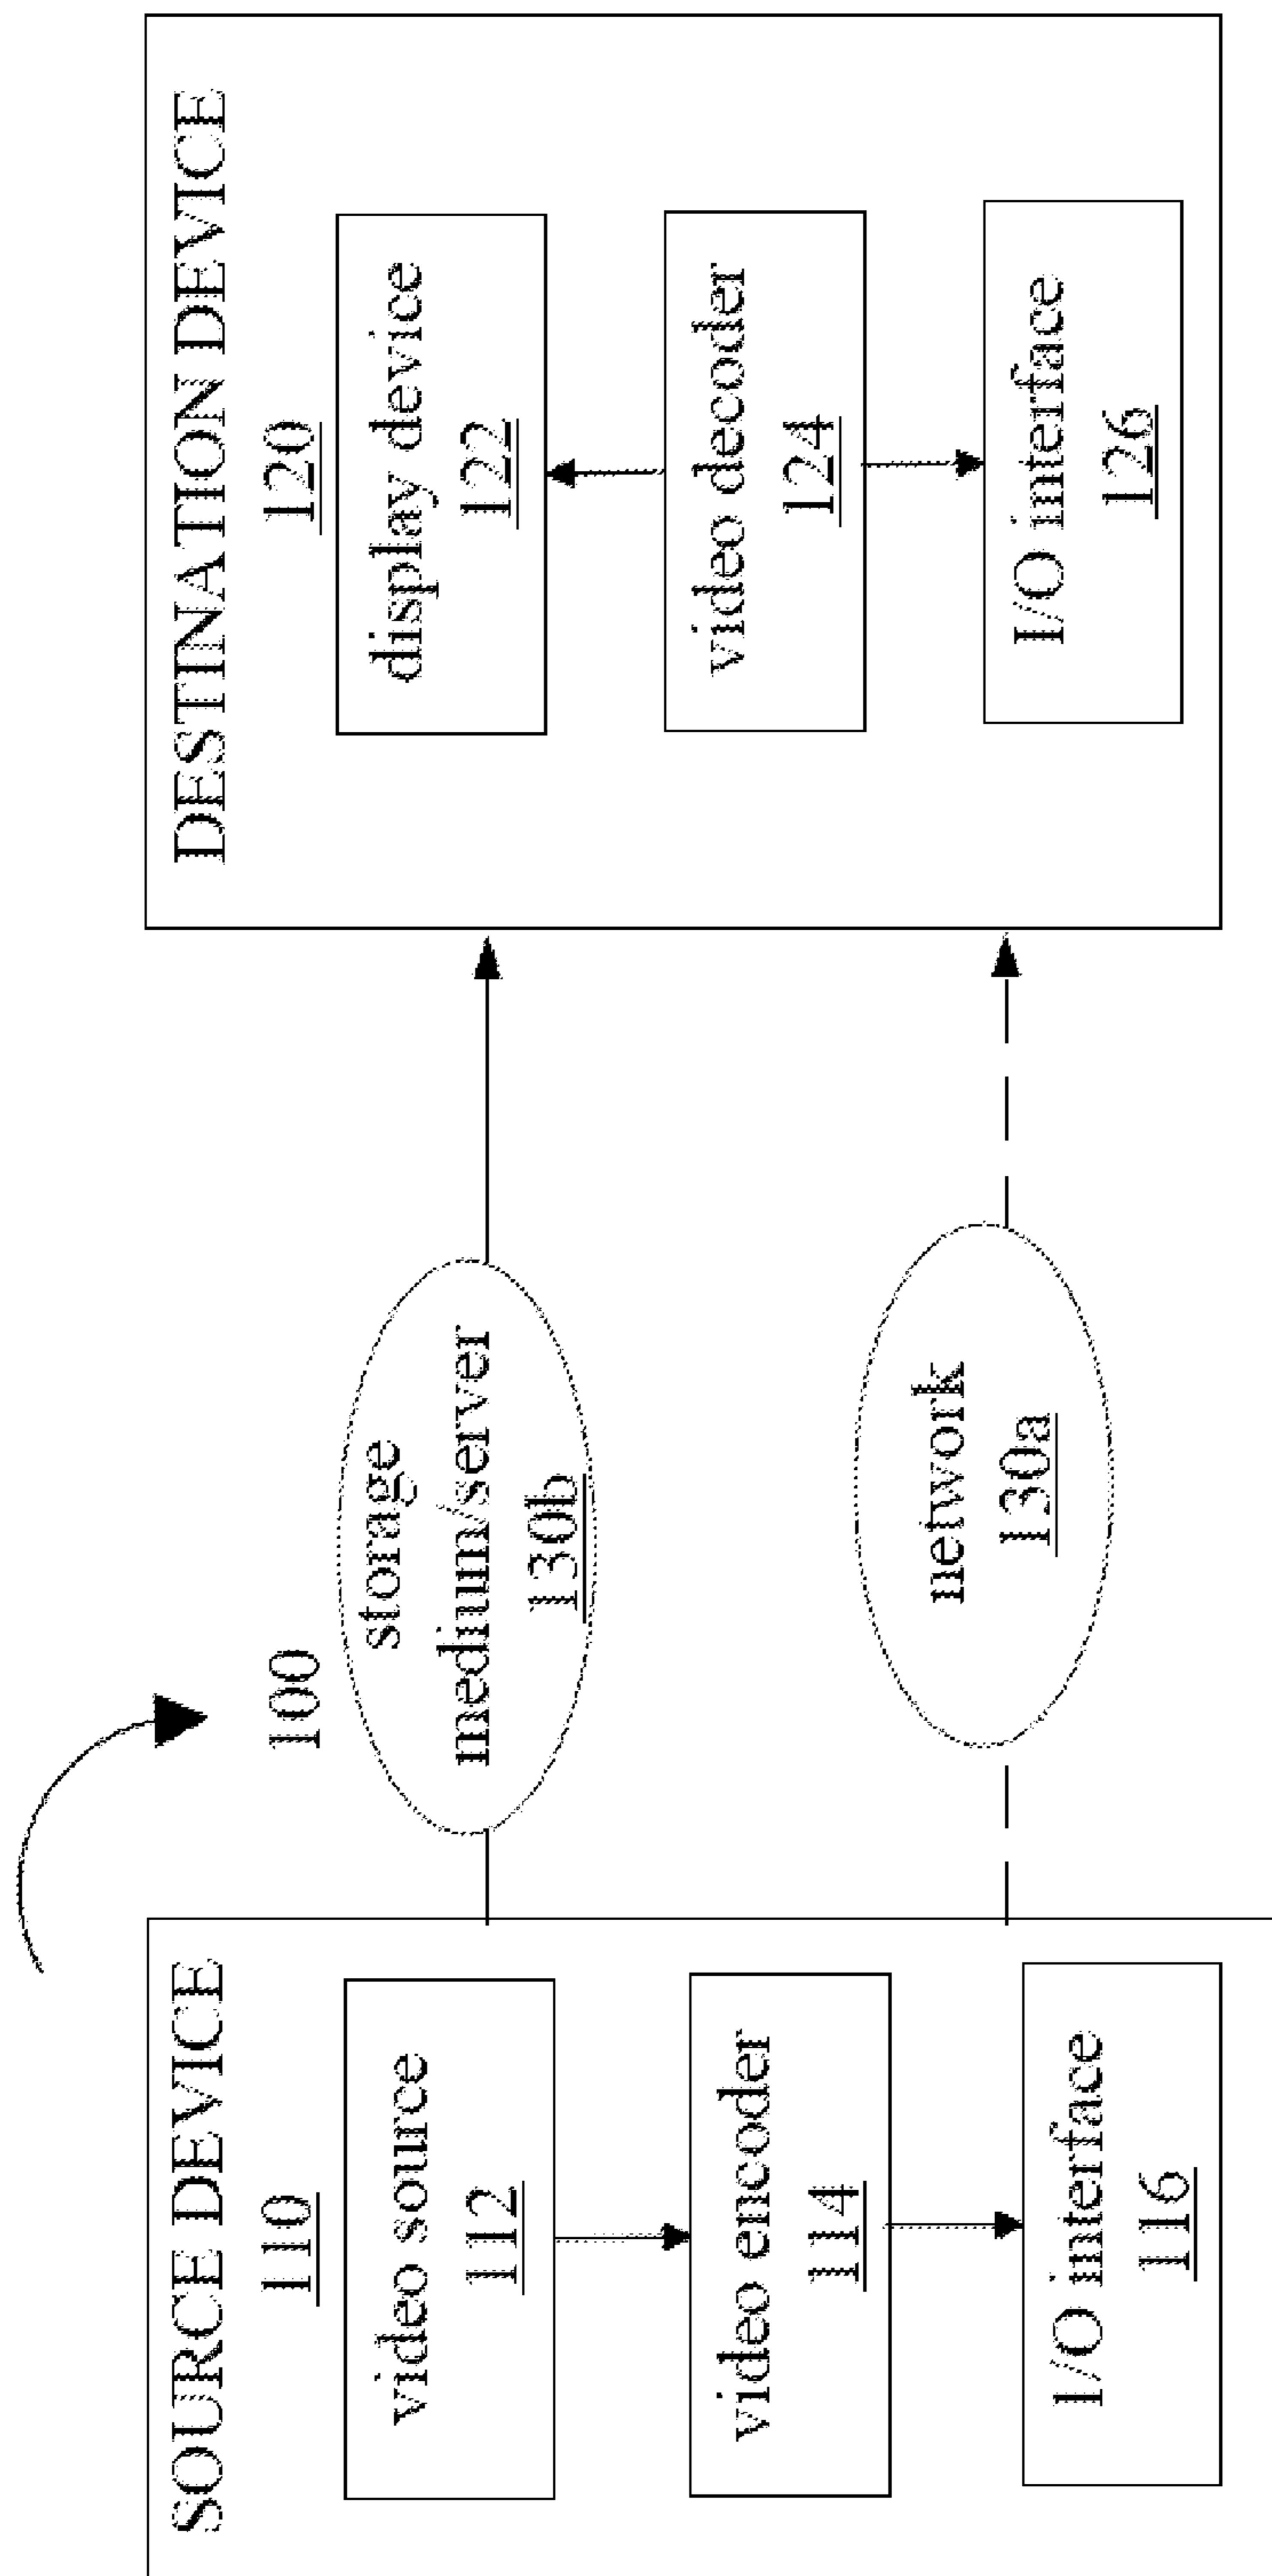 100
SOURCE DEVICE
110
video source
112
video encoder
114
I/O interface
116
storage
medium/server
130b
network
130a
DESTINATION DEVICE
120
display device
122
video decoder
124
I/O interface
126